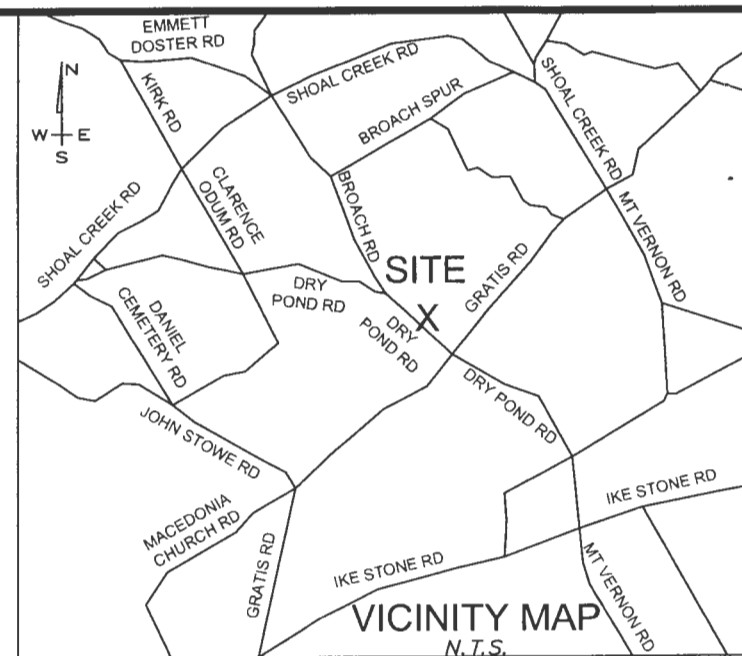 EMMETT
DOSTER RD
N
W E
S
KIRK RD
SHOAL CREEK RD
BROACH SPUR
SHOAL CREEK RD
SHOAL CREEK RD
CLARENCE
ODUM RD
BROACH RD
MT VERNON RD
SITE
X
GRATIS RD
DRY
POND RD
DRY
POND RD
DANIEL
CEMETERY RD
DRY POND RD
JOHN STOWE RD
MACEDONIA
CHURCH RD
IKE STONE RD
GRATIS RD
IKE STONE RD
MT VERNON RD
VICINITY MAP
N.T.S.